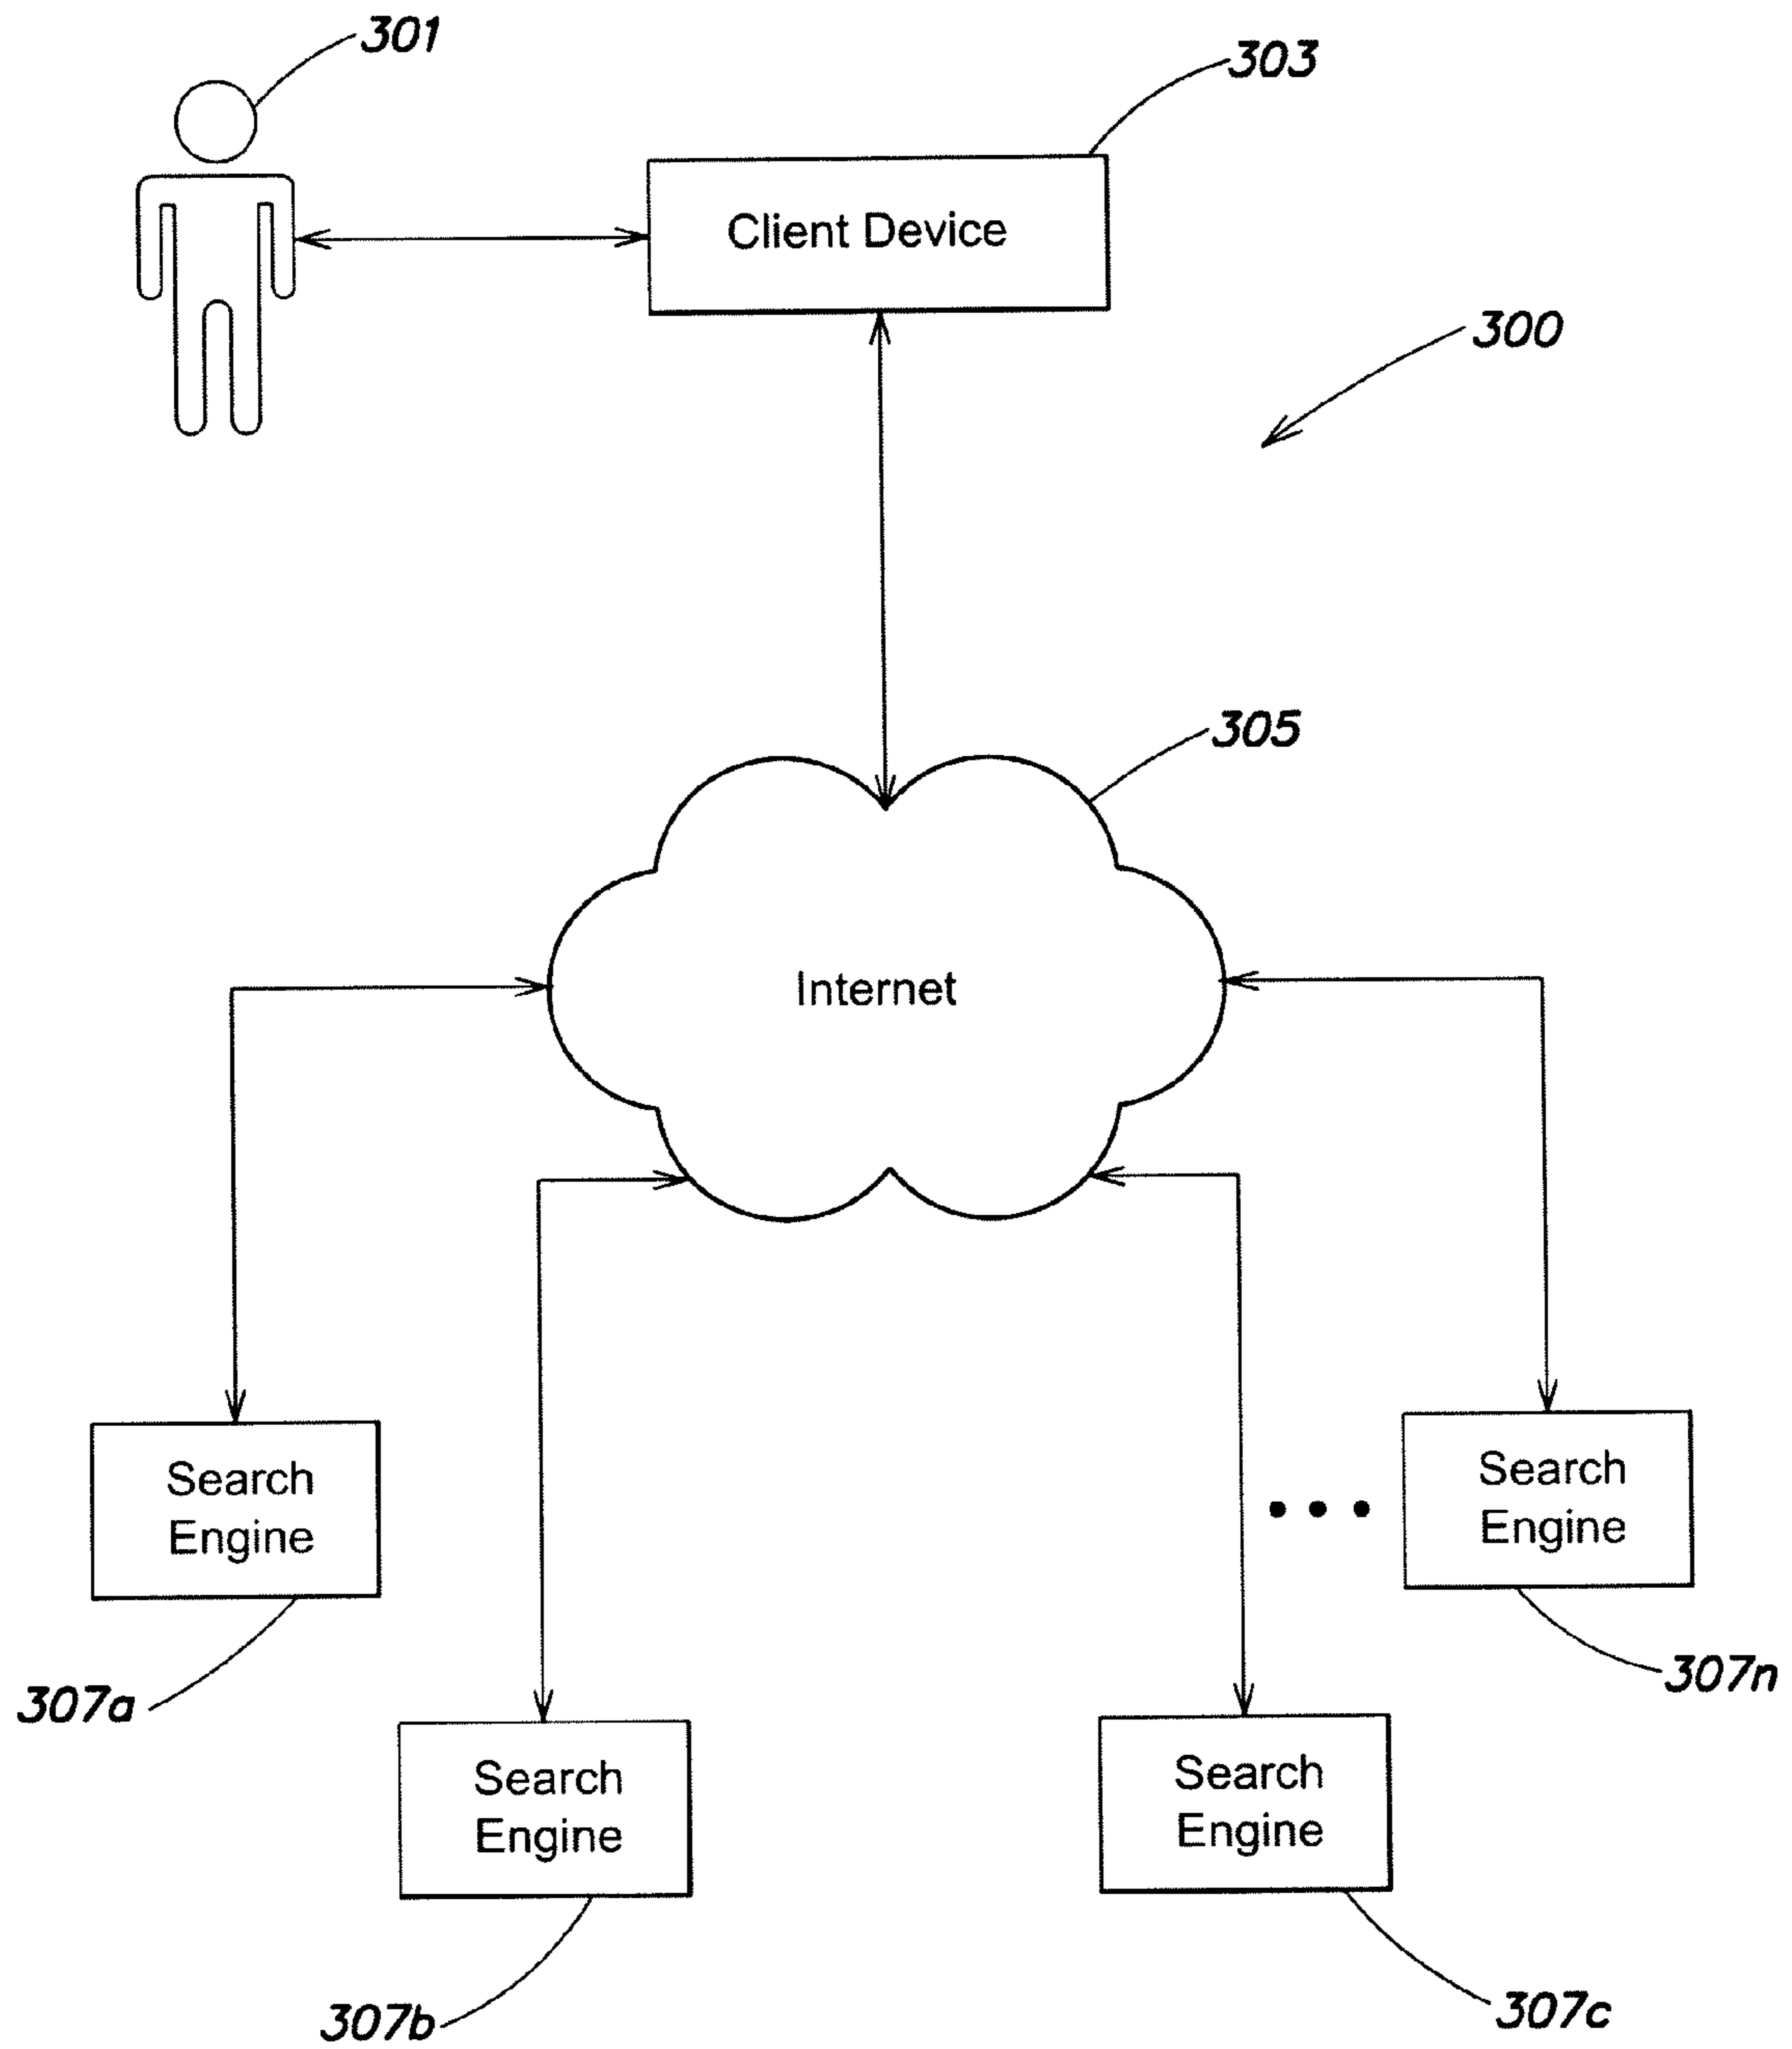 301
303
Client Device
300
305
Internet
Search
Engine
Search
Engine
307a
307n
Search
Engine
Search
Engine
307b
307c